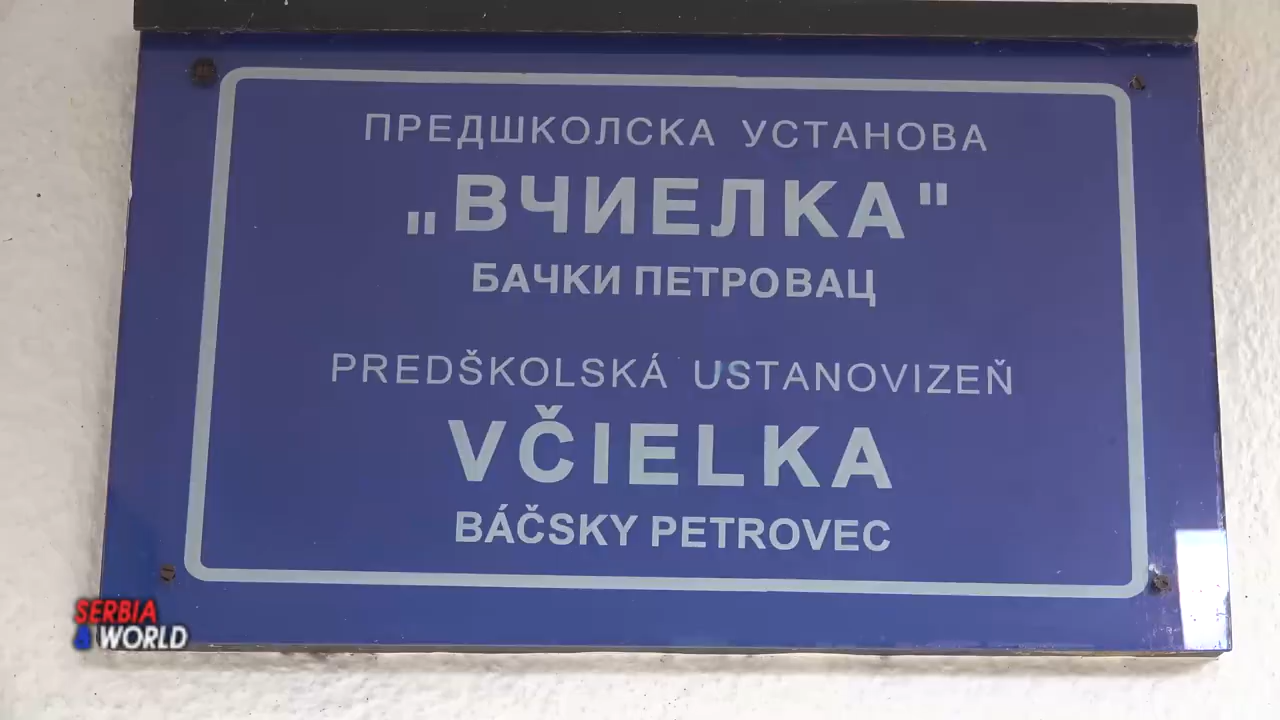 ПРЕДШКОЛСКА УСТАНОВА
„ВЧИЕЛКА"
БАЧКИ ПЕТРОВАЦ
PREDŠKOLSKÁ USTANOVIZEŇ
VČIELKA
BÁČSKY PETROVEC
SERBIA
& WORLD